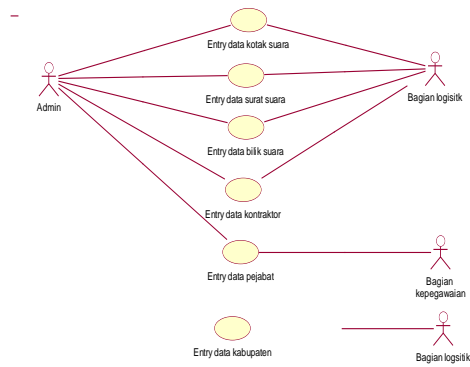 Entry data kotak suara
Admin
Entry data surat suara
Bagian logisitk
Entry data bilik suara
Entry data kontraktor
Entry data pejabat
Bagian
kepegawaian
Entry data kabupaten
Bagian logsitik